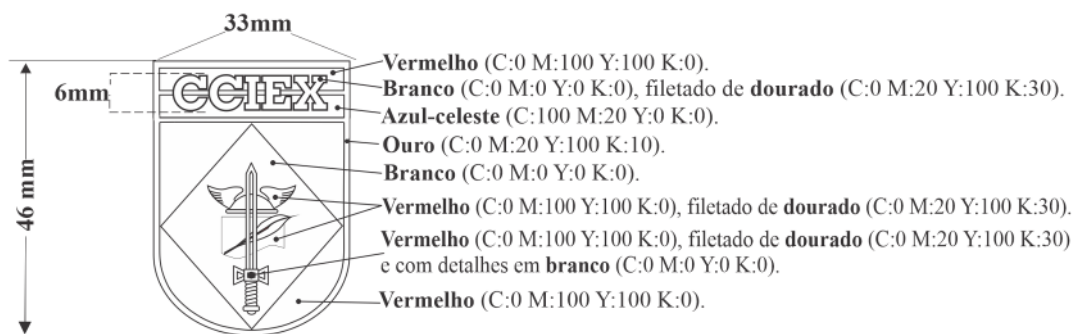 33mm
Vermelho (C:0 M:100 Y:100 K:0).
6mm
CCIEX
Branco (C:0 M:0 Y:0 K:0), filetado de dourado (C:0 M:20 Y:100 K:30).
Azul-celeste (C:100 M:20 Y:0 K:0).
Ouro (C:0 M:20 Y:100 K:10).
Branco (C:0 M:0 Y:0 K:0).
46 mm
Vermelho (C:0 M:100 Y:100 K:0), filetado de dourado (C:0 M:20 Y:100 K:30).
Vermelho (C:0 M:100 Y:100 K:0), filetado de dourado (C:0 M:20 Y:100 K:30)
e com detalhes em branco (C:0 M:0 Y:0 K:0).
Vermelho (C:0 M:100 Y:100 K:0).